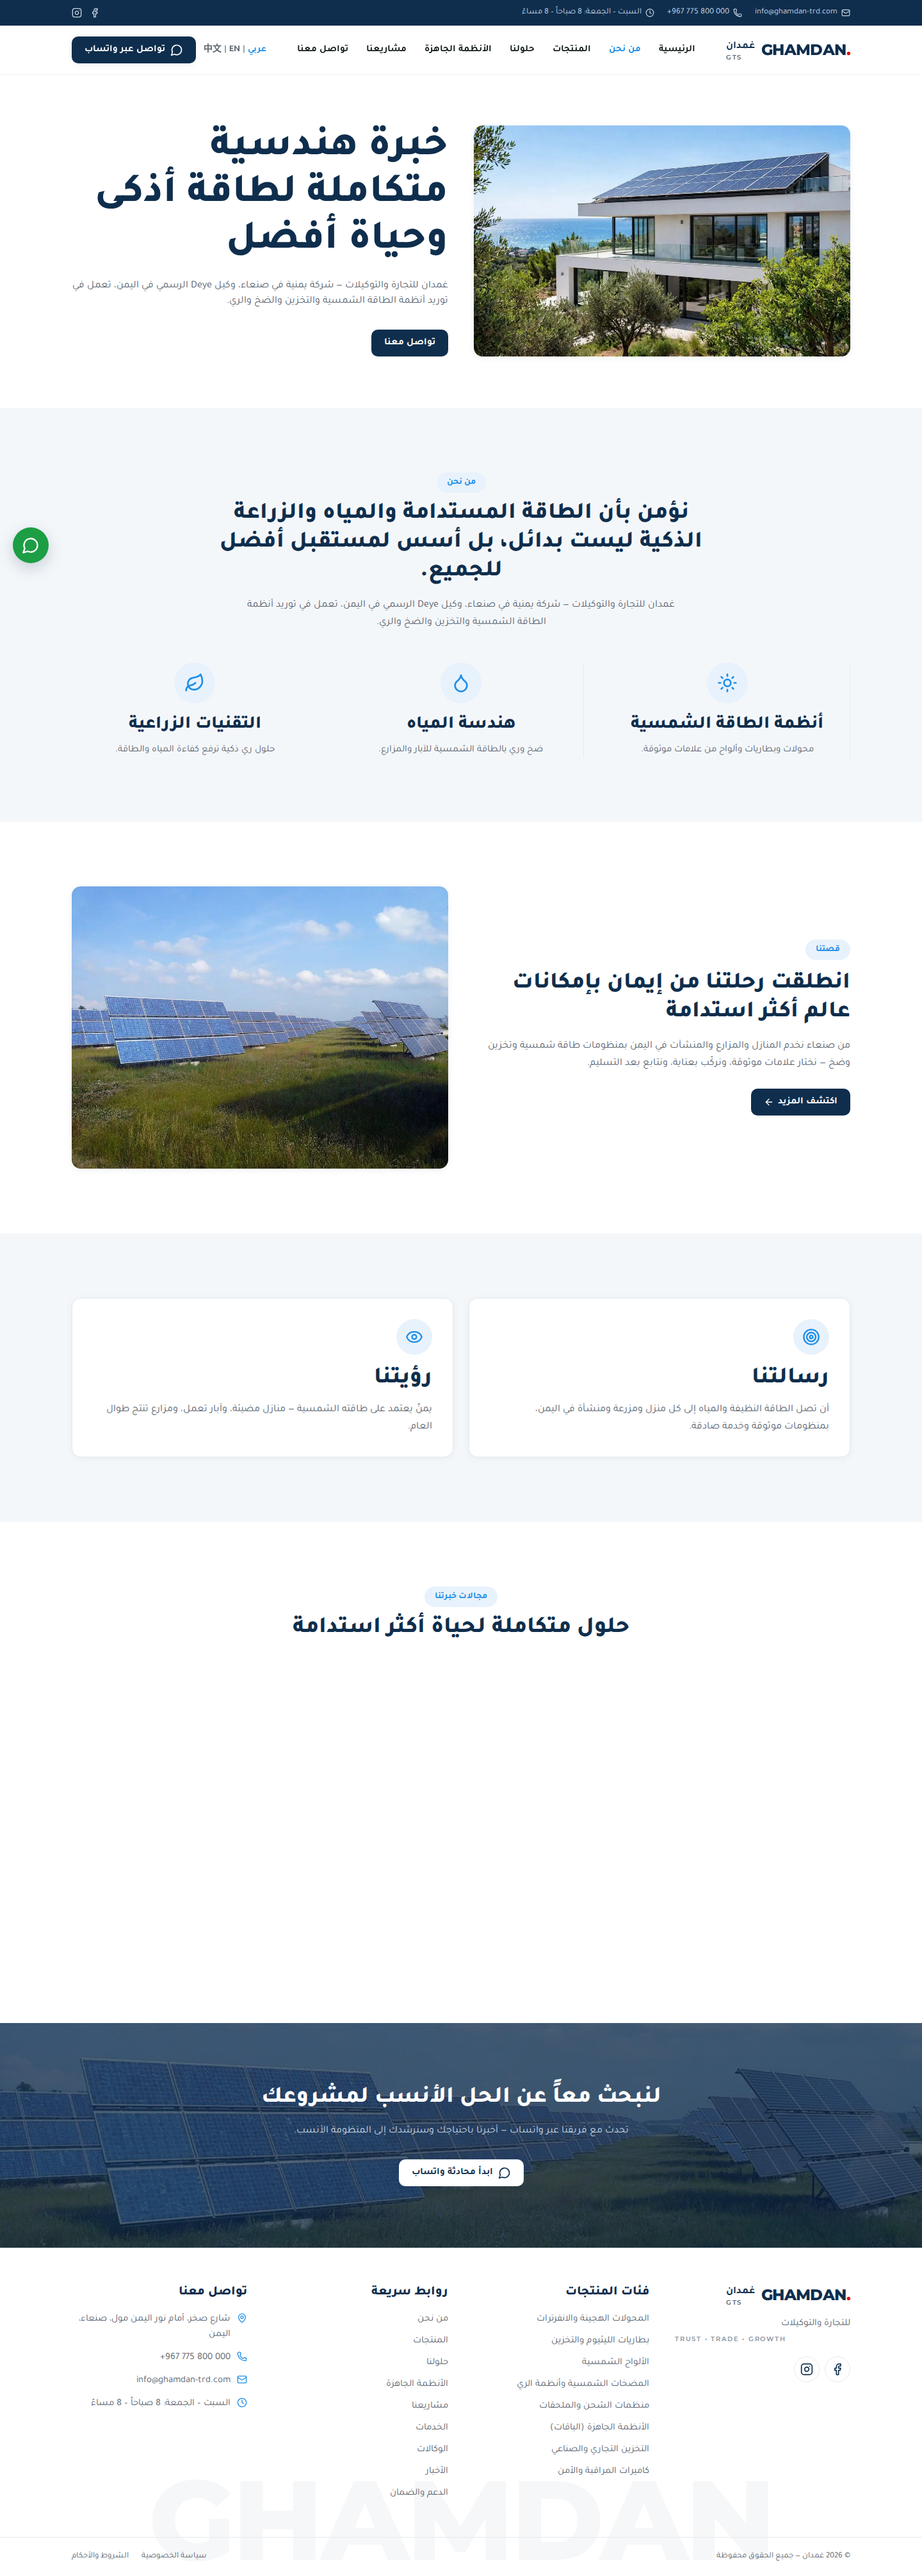 info@ghamdan-trd.com
+967 775 800 000
السبت – الجمعة: 8 صباحاً – 8 مساءً
GHAMDAN.
غمدان
GTS
الرئيسية
من نحن
المنتجات
حلولنا
الأنظمة الجاهزة
مشاريعنا
تواصل معنا
عربي | EN | 中文
تواصل عبر واتساب
خبرة هندسية
متكاملة لطاقة أذكى
وحياة أفضل
غمدان للتجارة والتوكيلات — شركة يمنية في صنعاء، وكيل Deye الرسمي في اليمن، تعمل في
توريد أنظمة الطاقة الشمسية والتخزين والضخ والري.
تواصل معنا
من نحن
نؤمن بأن الطاقة المستدامة والمياه والزراعة
الذكية ليست بدائل، بل أسس لمستقبل أفضل
للجميع.
غمدان للتجارة والتوكيلات — شركة يمنية في صنعاء، وكيل Deye الرسمي في اليمن، تعمل في توريد أنظمة
الطاقة الشمسية والتخزين والضخ والري.
أنظمة الطاقة الشمسية
محولات وبطاريات وألواح من علامات موثوقة.
هندسة المياه
ضخ وري بالطاقة الشمسية للآبار والمزارع.
التقنيات الزراعية
حلول ري ذكية ترفع كفاءة المياه والطاقة.
قصتنا
انطلقت رحلتنا من إيمان بإمكانات
عالم أكثر استدامة
من صنعاء نخدم المنازل والمزارع والمنشآت في اليمن بمنظومات طاقة شمسية وتخزين
وضخ — نختار علامات موثوقة، ونركّب بعناية، ونتابع بعد التسليم.
اكتشف المزيد ←
رسالتنا
أن تصل الطاقة النظيفة والمياه إلى كل منزل ومزرعة ومنشأة في اليمن،
بمنظومات موثوقة وخدمة صادقة.
رؤيتنا
يمنٌ يعتمد على طاقته الشمسية — منازل مضيئة، وآبار تعمل، ومزارع تنتج طوال
العام.
مجالات خبرتنا
حلول متكاملة لحياة أكثر استدامة
لنبحث معاً عن الحل الأنسب لمشروعك
تحدث مع فريقنا عبر واتساب — أخبرنا باحتياجك وسنرشدك إلى المنظومة الأنسب.
ابدأ محادثة واتساب
GHAMDAN.
غمدان
GTS
للتجارة والتوكيلات
TRUST - TRADE - GROWTH
فئات المنتجات
المحولات الهجينة والانفرترات
بطاريات الليثيوم والتخزين
الألواح الشمسية
المضخات الشمسية وأنظمة الري
منظمات الشحن والملحقات
الأنظمة الجاهزة (الباقات)
التخزين التجاري والصناعي
كاميرات المراقبة والأمن
روابط سريعة
من نحن
المنتجات
حلولنا
الأنظمة الجاهزة
مشاريعنا
الخدمات
الوكالات
الأخبار
الدعم والضمان
تواصل معنا
شارع صخر، أمام نور اليمن مول، صنعاء،
اليمن
+967 775 800 000
info@ghamdan-trd.com
السبت – الجمعة: 8 صباحاً – 8 مساءً
GHAMDAN
© 2026 غمدان — جميع الحقوق محفوظة
سياسة الخصوصية
الشروط والأحكام